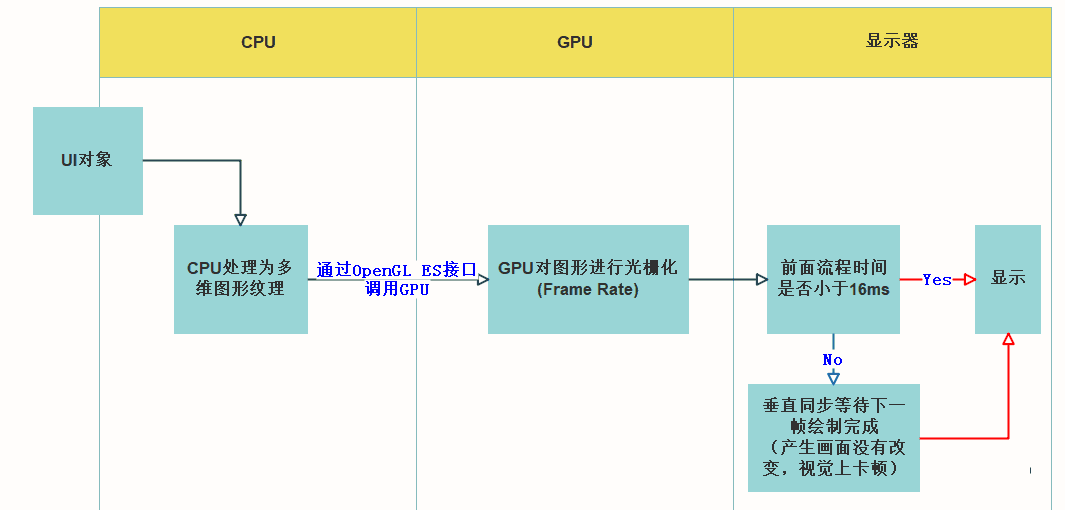 CPU
GPU
显示器
UI对象
CPU处理为多
维图形纹理
通过OpenGL ES接口
调用GPU
GPU对图形进行光栅化
(Frame Rate)
前面流程时间
是否小于16ms
Yes
显示
No
垂直同步等待下一
帧绘制完成
（产生画面没有改
变，视觉上卡顿）